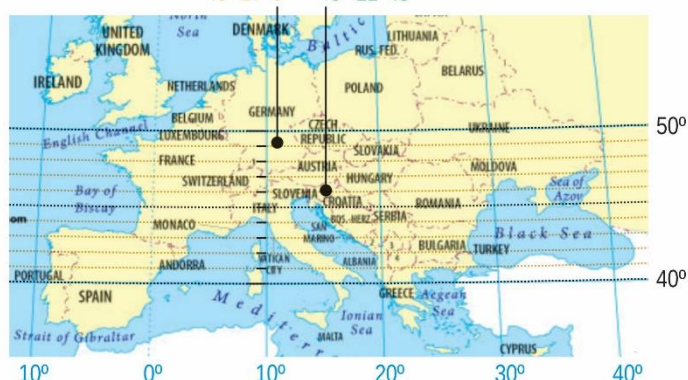 North
Sea
UNITED
KINGDOM
DENMARK
Baltic
LITHUANIA
RUS. FED.
IRELAND
NETHERLANDS
POLAND
BELARUS
BELGIUM
GERMANY
English Channel
LUXEMBOURG
CZECH
REPUBLIC
UKRAINE
50º
FRANCE
SLOVAKIA
AUSTRIA
MOLDOVA
SWITZERLAND
HUNGARY
Bay of
Biscay
SLOVENIA
CROATIA
ROMANIA
Sea of
Azov
ITALY
om
MONACO
SAN
MARINO
BOS.-HERZ.
SERBIA
Black Sea
BULGARIA
TURKEY
ANDORRA
VATICAN
CITY
ALBANIA
PORTUGAL
SPAIN
40º
GREECE
Aegean
Sea
Mediterr
Ionian
Sea
Strait of Gibraltar
MALTA
CYPRUS
10º
0º
10º
20º
30º
40º